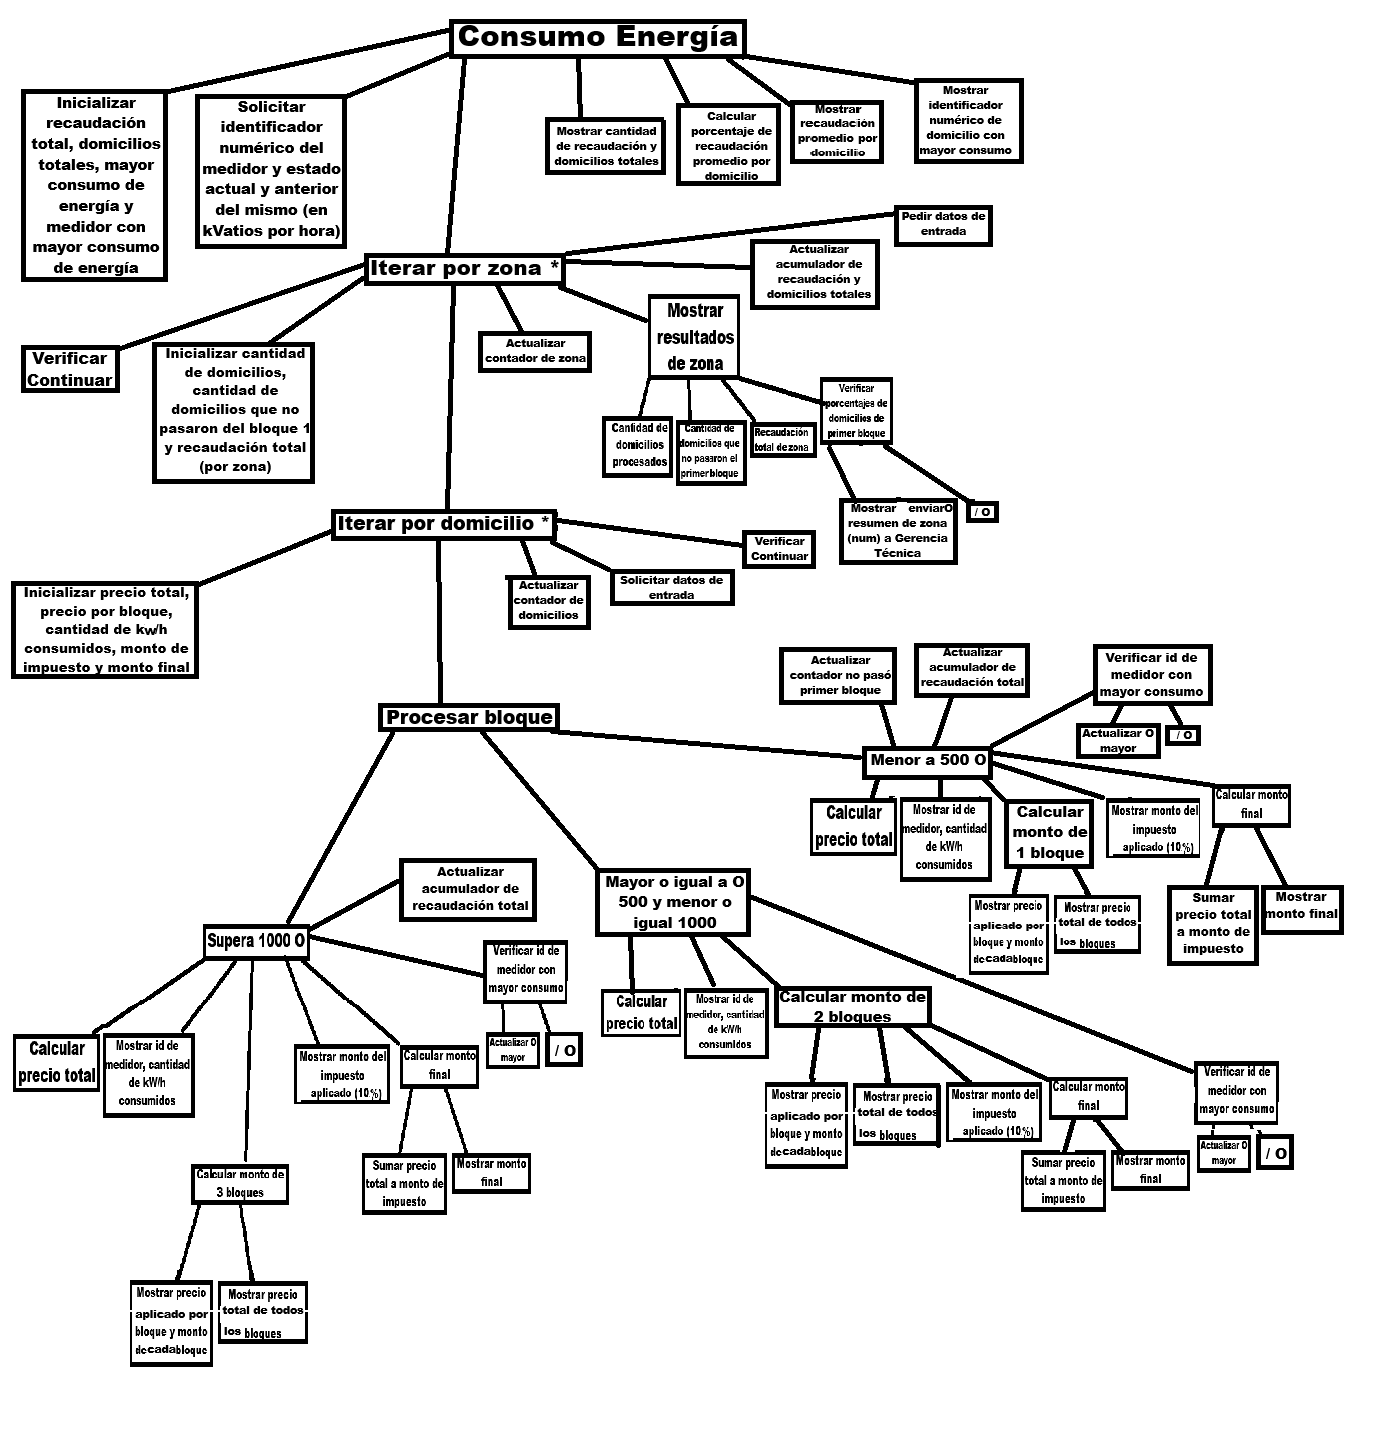 Consumo Energía
Inicializar
recaudación
total, domicilios
totales, mayor
consumo de
energía y
medidor con
mayor consumo
de energía
Solicitar
identificador
numérico del
medidor y estado
actual y anterior
del mismo (en
kVatios por hora)
Mostrar cantidad
de recaudación y
domicilios totales
Calcular
porcentaje de
recaudación
promedio por
domicilio
Mostrar
recaudación
promedio por
domicilio
Mostrar
identificador
numérico de
domicilio con
mayor consumo
Iterar por zona *
Pedir datos de
entrada
Actualizar
acumulador de
recaudación y
domicilios totales
Verificar
Continuar
Inicializar cantidad
de domicilios,
cantidad de
domicilios que no
pasaron del bloque 1
y recaudación total
(por zona)
Actualizar
contador de zona
Mostrar
resultados
de zona
Cantidad de
domicilios
procesados
Cantidad de
domicilios que
no pasaron el
primer bloque
Recaudación
total de zona
Verificar
porcentajes de
domicilios de
primer bloque
Mostrar enviarO
resumen de zona
(num) a Gerencia
Técnica
/ O
Iterar por domicilio *
Inicializar precio total,
precio por bloque,
cantidad de kw/h
consumidos, monto de
impuesto y monto final
Actualizar
contador de
domicilios
Solicitar datos de
entrada
Verificar
Continuar
Procesar bloque
Menor a 500 O
Actualizar
contador no pasó
primer bloque
Actualizar
acumulador de
recaudación total
Verificar id de
medidor con
mayor consumo
Actualizar O
mayor
/ O
Calcular
precio total
Mostrar id de
medidor, cantidad
de kW/h
consumidos
Calcular
monto de
1 bloque
Mostrar monto del
impuesto
aplicado (10%)
Calcular monto
final
Mostrar precio
aplicado por
bloque y monto
de cada bloque
Mostrar precio
total de todos
los bloques
Sumar
precio total
a monto de
impuesto
Mostrar
monto final
Mayor o igual a O
500 y menor o
igual 1000
Calcular
precio total
Mostrar id de
medidor, cantidad
de kW/h
consumidos
Calcular monto de
2 bloques
Mostrar precio
aplicado por
bloque y monto
de cada bloque
Mostrar precio
total de todos
los bloques
Mostrar monto del
impuesto
aplicado (10%)
Calcular monto
final
Sumar precio
total a monto de
impuesto
Mostrar monto
final
Verificar id de
medidor con
mayor consumo
Actualizar O
mayor
/ O
Supera 1000 O
Actualizar
acumulador de
recaudación total
Verificar id de
medidor con
mayor consumo
Actualizar O
mayor
/ O
Calcular
precio total
Mostrar id de
medidor, cantidad
de kW/h
consumidos
Mostrar monto del
impuesto
aplicado (10%)
Calcular monto
final
Sumar precio
total a monto de
impuesto
Mostrar monto
final
Calcular monto de
3 bloques
Mostrar precio
aplicado por
bloque y monto
de cada bloque
Mostrar precio
total de todos
los bloques